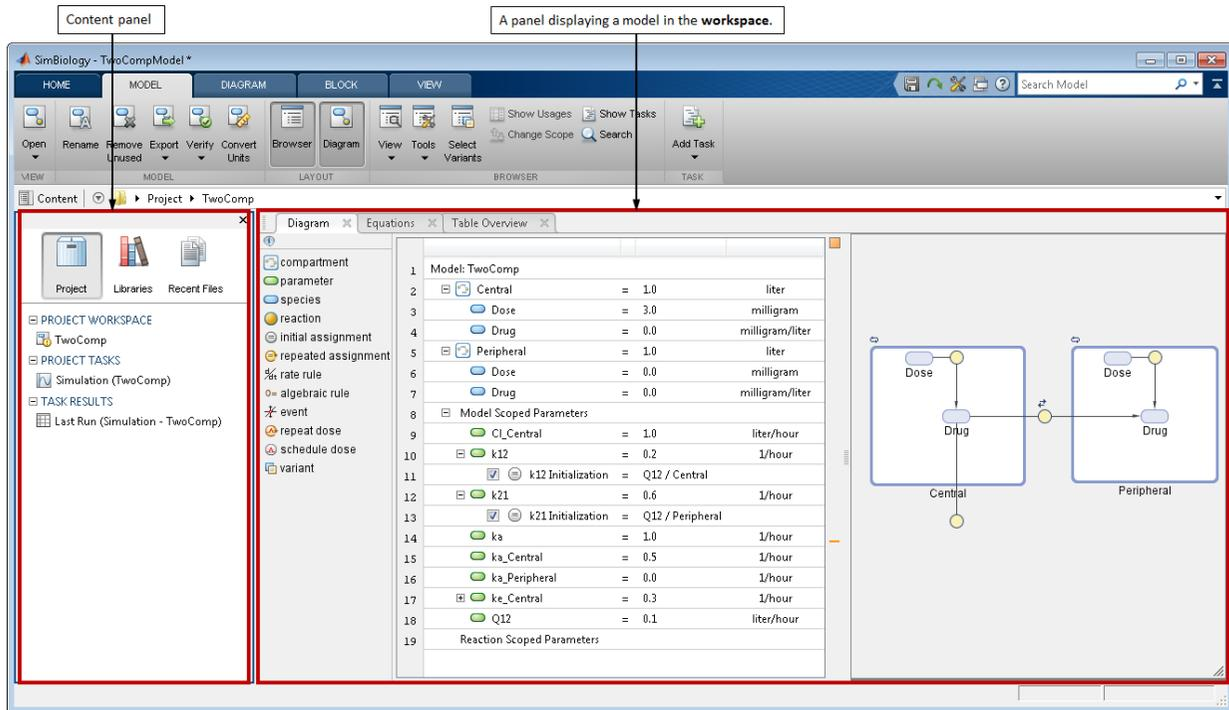 Content panel
A panel displaying a model in the workspace.
SimBiology - TwoCompModel *
HOME MODEL DIAGRAM BLOCK VIEW
Search Model
Open Rename Remove Unused Export Verify Convert Units Browser Diagram View Tools Select Variants Show Usages Show Tasks Change Scope Search Add Task
VIEW MODEL LAYOUT BROWSER TASK
Content Project TwoComp
Project Libraries Recent Files
PROJECT WORKSPACE
TwoComp
PROJECT TASKS
Simulation (TwoComp)
TASK RESULTS
Last Run (Simulation - TwoComp)
Diagram Equations Table Overview
compartment
parameter
species
reaction
initial assignment
repeated assignment
d/dt rate rule
0= algebraic rule
event
repeat dose
schedule dose
variant
1 Model: TwoComp
2 Central = 1.0 liter
3 Dose = 3.0 milligram
4 Drug = 0.0 milligram/liter
5 Peripheral = 1.0 liter
6 Dose = 0.0 milligram
7 Drug = 0.0 milligram/liter
8 Model Scoped Parameters
9 Cl_Central = 1.0 liter/hour
10 k12 = 0.2 1/hour
11 k12 Initialization = Q12 / Central
12 k21 = 0.6 1/hour
13 k21 Initialization = Q12 / Peripheral
14 ka = 1.0 1/hour
15 ka_Central = 0.5 1/hour
16 ka_Peripheral = 0.0 1/hour
17 ke_Central = 0.3 1/hour
18 Q12 = 0.1 liter/hour
19 Reaction Scoped Parameters
Dose Dose
Drug Drug
Central Peripheral